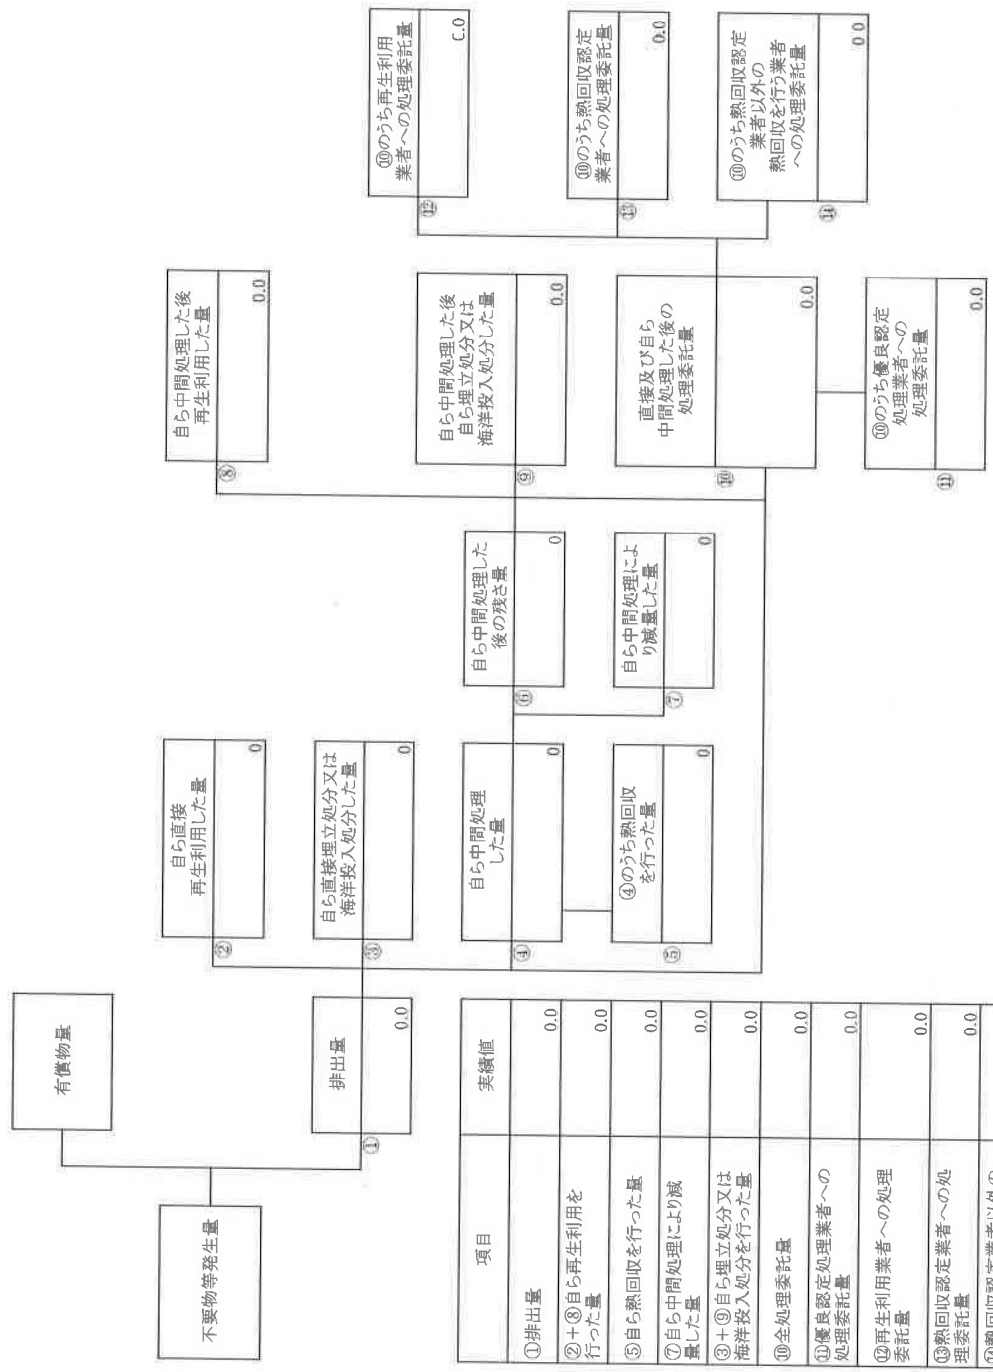 不要物等発生量
有償物量
①
排出量
0.0
②
自ら直接
再生利用した量
0
③
自ら直接埋立処分又は
海洋投入処分した量
0
④
自ら中間処理
した量
0
⑤
④のうち熱回収
を行った量
0
⑥
自ら中間処理した
後の残さ量
0
⑦
自ら中間処理によ
り減量した量
0
⑧
自ら中間処理した後
再生利用した量
0.0
⑨
自ら中間処理した後
自ら埋立処分又は
海洋投入処分した量
0.0
⑩
直接及び自ら
中間処理した後の
処理委託量
0.0
⑪
⑩のうち優良認定
処理業者への
処理委託量
0.0
⑫
⑩のうち再生利用
業者への処理委託量
0.0
⑬
⑩のうち熱回収認定
業者への処理委託量
0.0
⑭
⑩のうち熱回収認定
業者以外の
熱回収を行う業者
への処理委託量
0.0
項目 実績値
①排出量 0.0
②+⑧自ら再生利用を
行った量 0.0
⑤自ら熱回収を行った量 0.0
⑦自ら中間処理により減
量した量 0.0
③+⑨自ら埋立処分又は
海洋投入処分を行った量 0.0
⑩全処理委託量 0.0
⑪優良認定処理業者への
処理委託量 0.0
⑫再生利用業者への処理
委託量 0.0
⑬熱回収認定業者への処
理委託量 0.0
⑭熱回収認定業者以外の